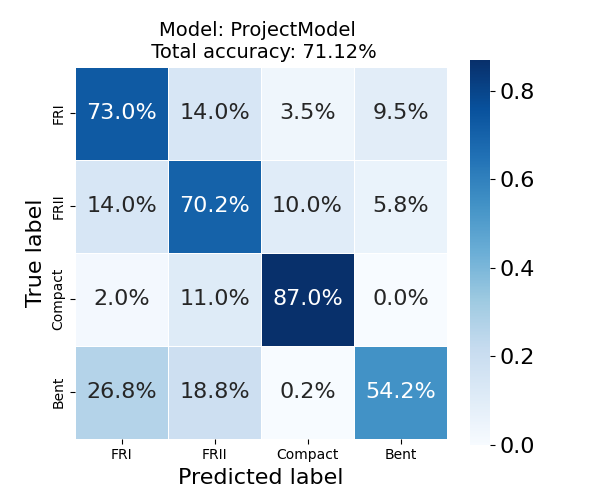 Model: ProjectModel
Total accuracy: 71.12%
True label
FRI
73.0% 14.0% 3.5% 9.5%
FRII
14.0% 70.2% 10.0% 5.8%
Compact
2.0% 11.0% 87.0% 0.0%
Bent
26.8% 18.8% 0.2% 54.2%
FRI FRII Compact Bent
Predicted label
0.8
0.6
0.4
0.2
0.0